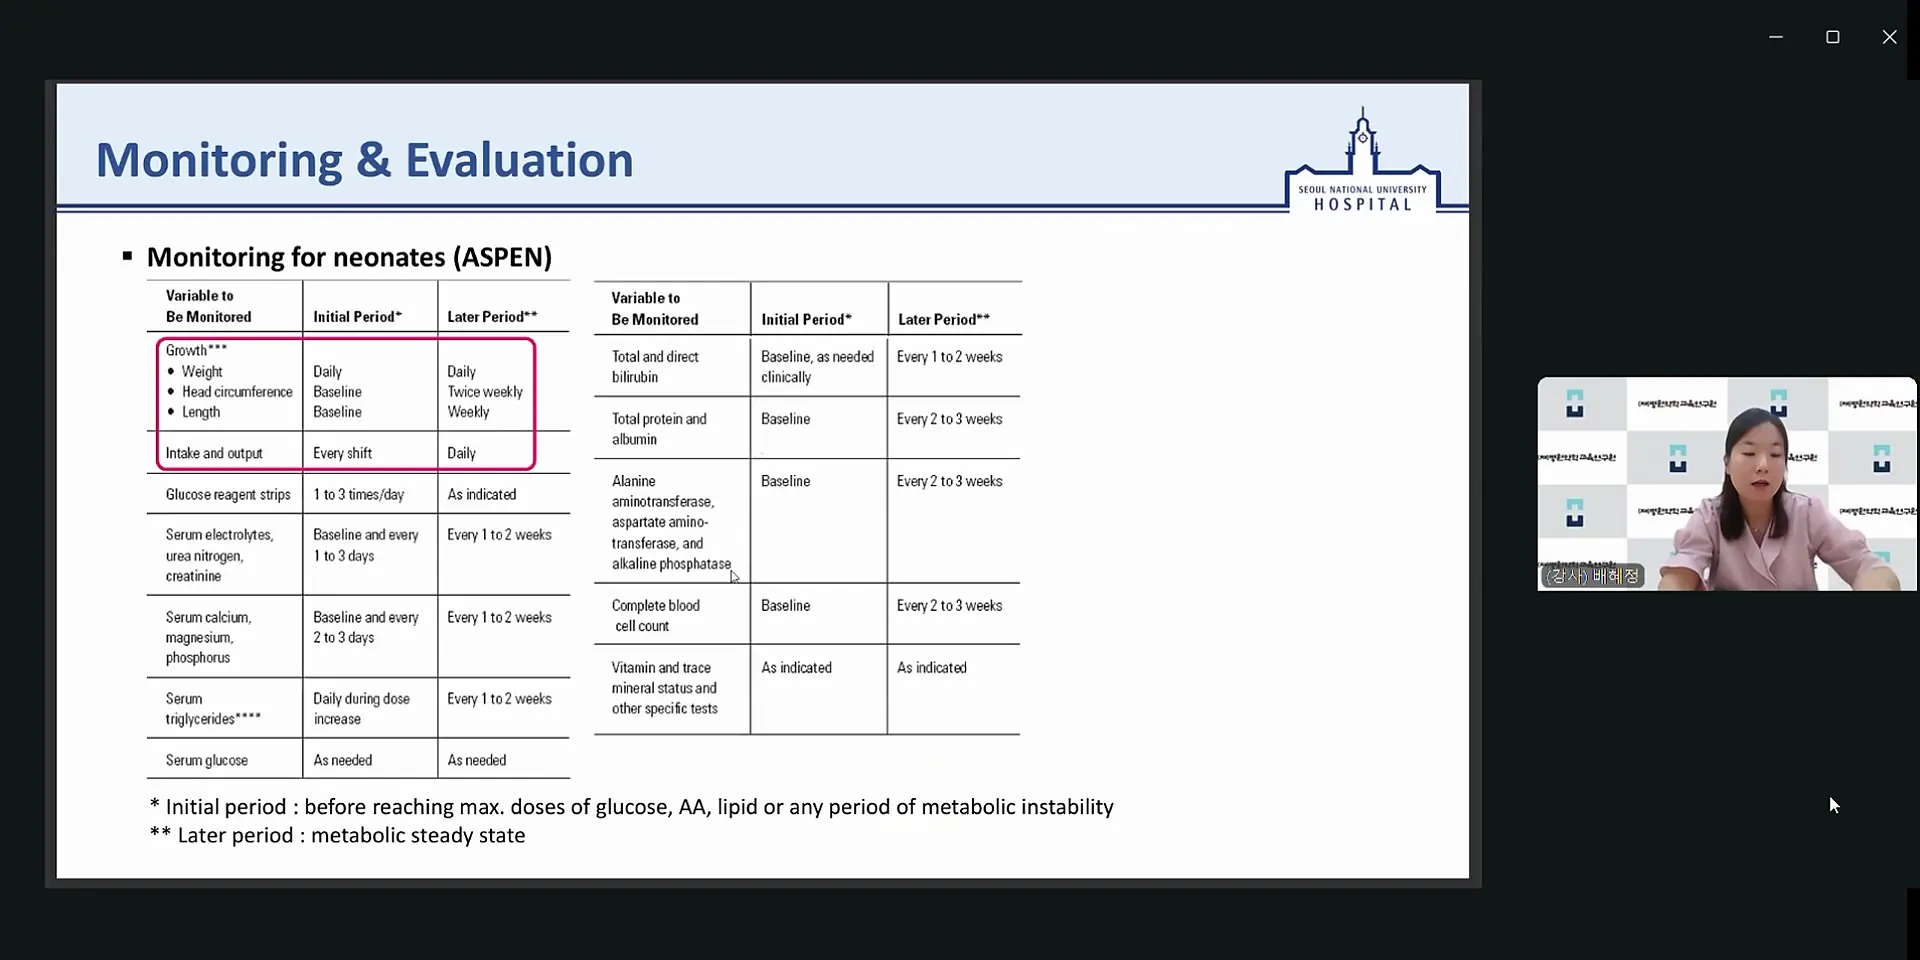 Monitoring & Evaluation
SEOUL NATIONAL UNIVERSITY
HOSPITAL
▪ Monitoring for neonates (ASPEN)
Variable to
Be Monitored
Initial Period*
Later Period**
Growth***
• Weight
Daily
Daily
• Head circumference
Baseline
Twice weekly
• Length
Baseline
Weekly
Intake and output
Every shift
Daily
Glucose reagent strips
1 to 3 times/day
As indicated
Serum electrolytes,
urea nitrogen,
creatinine
Baseline and every
1 to 3 days
Every 1 to 2 weeks
Serum calcium,
magnesium,
phosphorus
Baseline and every
2 to 3 days
Every 1 to 2 weeks
Serum
triglycerides****
Daily during dose
increase
Every 1 to 2 weeks
Serum glucose
As needed
As needed
Variable to
Be Monitored
Initial Period*
Later Period**
Total and direct
bilirubin
Baseline, as needed
clinically
Every 1 to 2 weeks
Total protein and
albumin
Baseline
Every 2 to 3 weeks
Alanine
aminotransferase,
aspartate amino-
transferase, and
alkaline phosphatase
Baseline
Every 2 to 3 weeks
Complete blood
cell count
Baseline
Every 2 to 3 weeks
Vitamin and trace
mineral status and
other specific tests
As indicated
As indicated
* Initial period : before reaching max. doses of glucose, AA, lipid or any period of metabolic instability
** Later period : metabolic steady state
(재)병원약학교육연구원
(강사) 배혜정